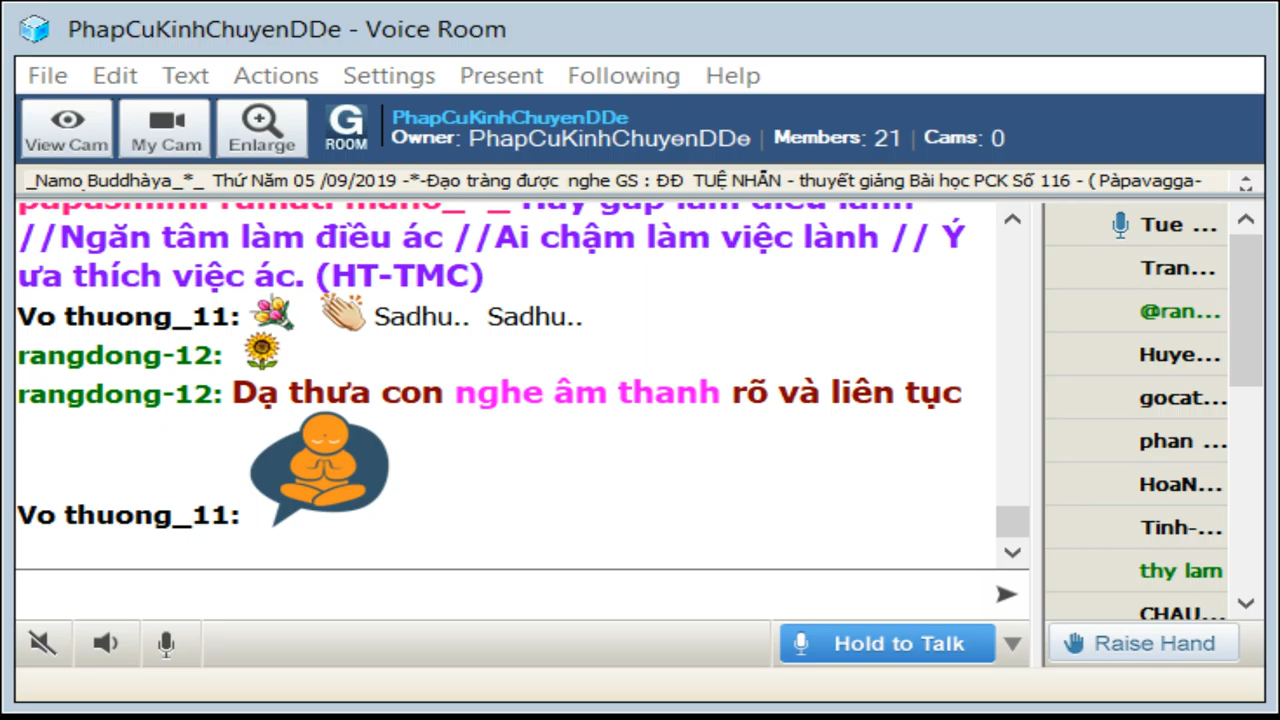 PhapCuKinhChuyenDDe - Voice Room
File Edit Text Actions Settings Present Following Help
View Cam My Cam Enlarge G ROOM
PhapCuKinhChuyenDDe
Owner: PhapCuKinhChuyenDDe | Members: 21 | Cams: 0
_Namo_Buddhàya_*_ Thứ Năm 05 /09/2019 -*-Đạo tràng được nghe GS : ĐĐ TUỆ NHẪN - thuyết giảng Bài học PCK Số 116 - ( Pàpavagga-
//Ngăn tâm làm điều ác //Ai chậm làm việc lành // Ý
ưa thích việc ác. (HT-TMC)
Vo thuong_11: Sadhu.. Sadhu..
rangdong-12:
rangdong-12: Dạ thưa con nghe âm thanh rõ và liên tục
Vo thuong_11:
Tue ...
Tran...
@ran...
Huye...
gocat...
phan ...
HoaN...
Tinh-...
thy lam
CHAU...
Hold to Talk
Raise Hand